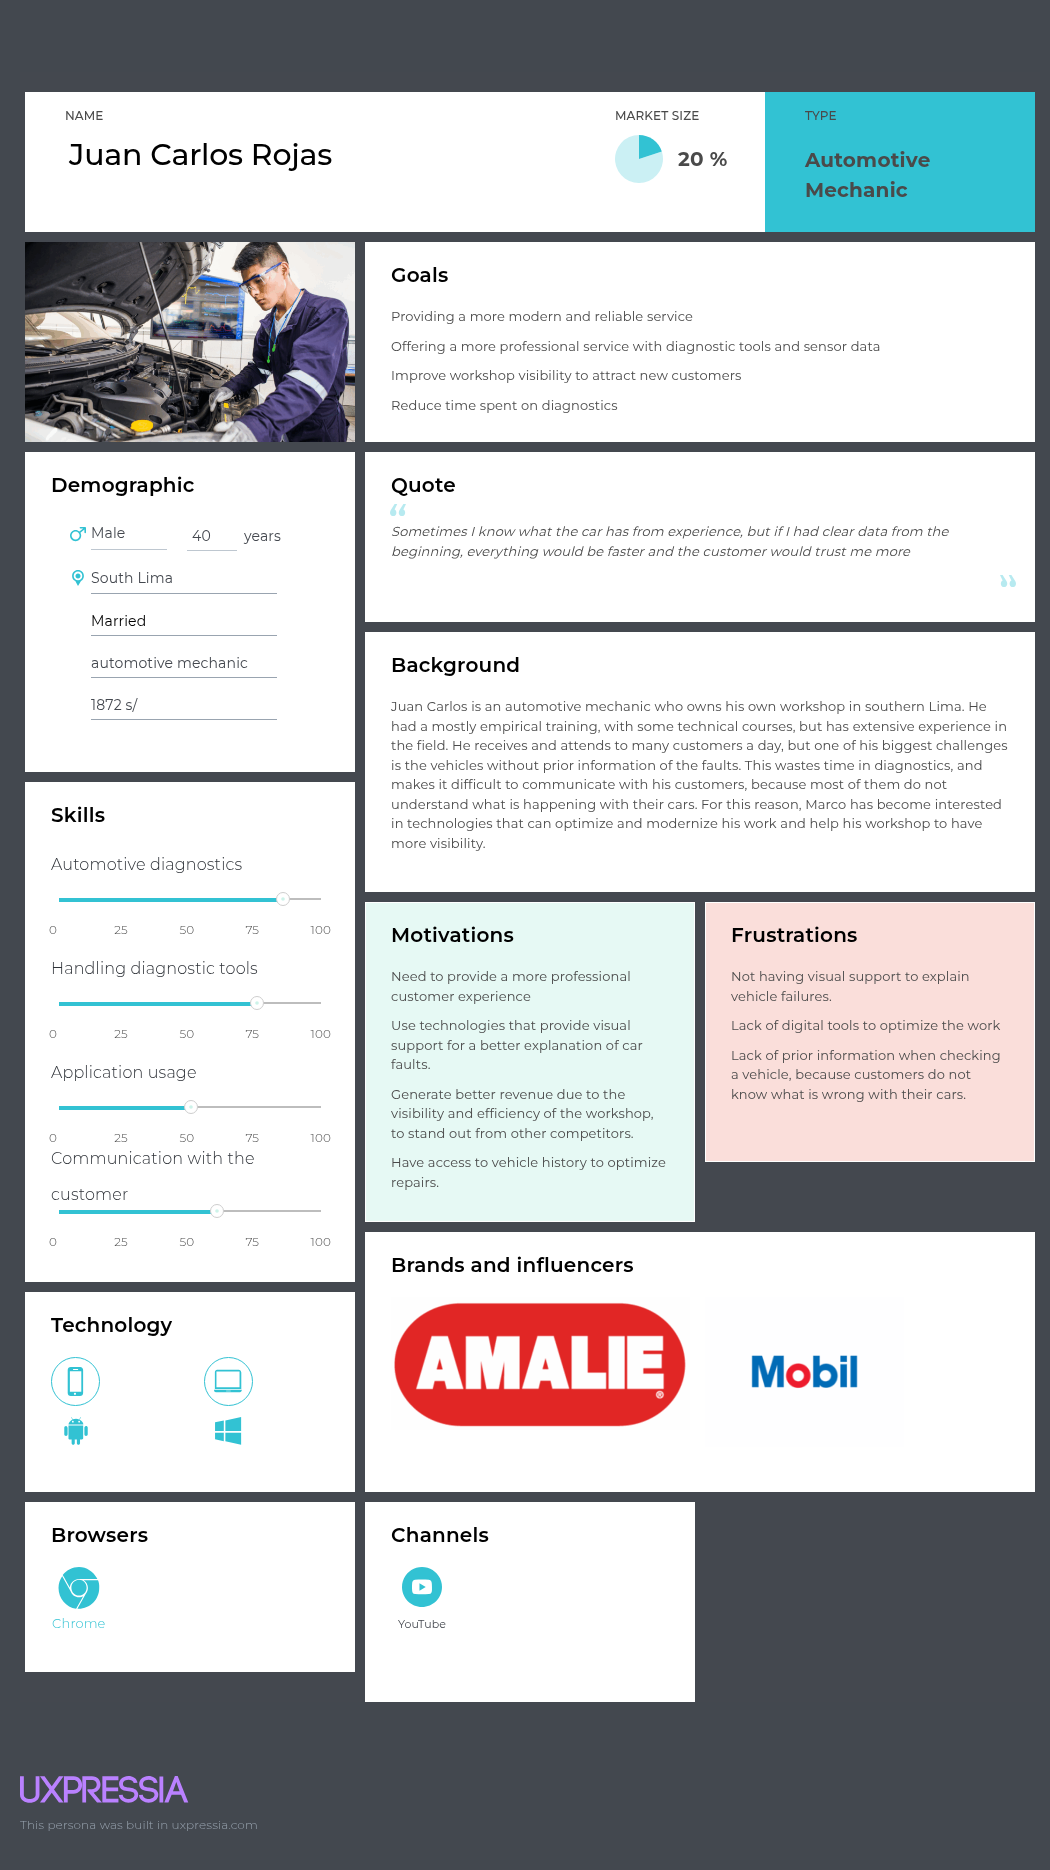 NAME
Juan Carlos Rojas
MARKET SIZE
20 %
TYPE
Automotive
Mechanic
Goals
Providing a more modern and reliable service
Offering a more professional service with diagnostic tools and sensor data
Improve workshop visibility to attract new customers
Reduce time spent on diagnostics
Demographic
Male
40 years
South Lima
Married
automotive mechanic
1872 s/
Quote
“
Sometimes I know what the car has from experience, but if I had clear data from the
beginning, everything would be faster and the customer would trust me more
”
Background
Juan Carlos is an automotive mechanic who owns his own workshop in southern Lima. He
had a mostly empirical training, with some technical courses, but has extensive experience in
the field. He receives and attends to many customers a day, but one of his biggest challenges
is the vehicles without prior information of the faults. This wastes time in diagnostics, and
makes it difficult to communicate with his customers, because most of them do not
understand what is happening with their cars. For this reason, Marco has become interested
in technologies that can optimize and modernize his work and help his workshop to have
more visibility.
Skills
Automotive diagnostics
0 25 50 75 100
Handling diagnostic tools
0 25 50 75 100
Application usage
0 25 50 75 100
Communication with the
customer
0 25 50 75 100
Motivations
Need to provide a more professional
customer experience
Use technologies that provide visual
support for a better explanation of car
faults.
Generate better revenue due to the
visibility and efficiency of the workshop,
to stand out from other competitors.
Have access to vehicle history to optimize
repairs.
Frustrations
Not having visual support to explain
vehicle failures.
Lack of digital tools to optimize the work
Lack of prior information when checking
a vehicle, because customers do not
know what is wrong with their cars.
Brands and influencers
AMALIE®
Mobil
Technology
Browsers
Chrome
Channels
YouTube
UXPRESSIA
This persona was built in uxpressia.com